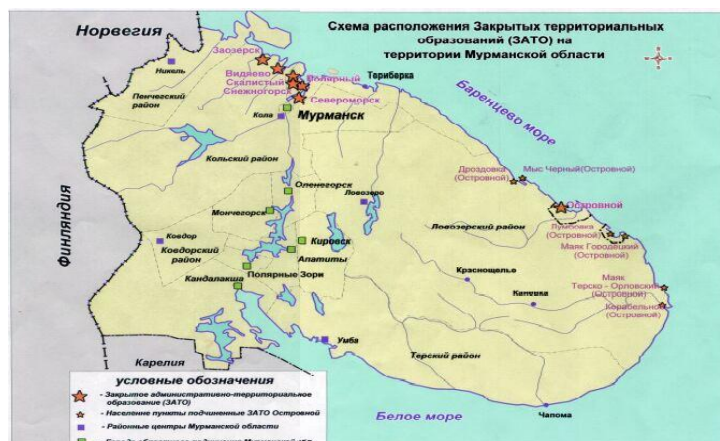 Норвегия
Схема расположения Закрытых территориальных
образований (ЗАТО) на
территории Мурманской области
Заозерск
Никель
Видяево
Скалистый
Снежногорск
Полярный
Териберка
Печенгский
район
Североморск
Баренцево море
Кола
Мурманск
Кольский район
Дроздовка
(Островной)
Мыс Черный(Островной)
Оленегорск
Ловозеро
Островной
Мончегорск
Финляндия
Ловозерский
район
Лумбовка
(Островной)
Ковдор
Кировск
Маяк Городецкий
(Островной)
Ковдорский
район
Апатиты
Полярные Зори
Краснощелье
Маяк
Терско - Орловский
(Островной)
Кандалакша
Каневка
Корабельное(Островной)
Умба
Карелия
Терский район
условные обозначения
- Закрытое административно-территориальное
образование (ЗАТО)
- Населенние пункты подчиненные ЗАТО Островной
- Районные центры Мурманской области
Белое море
Чапома